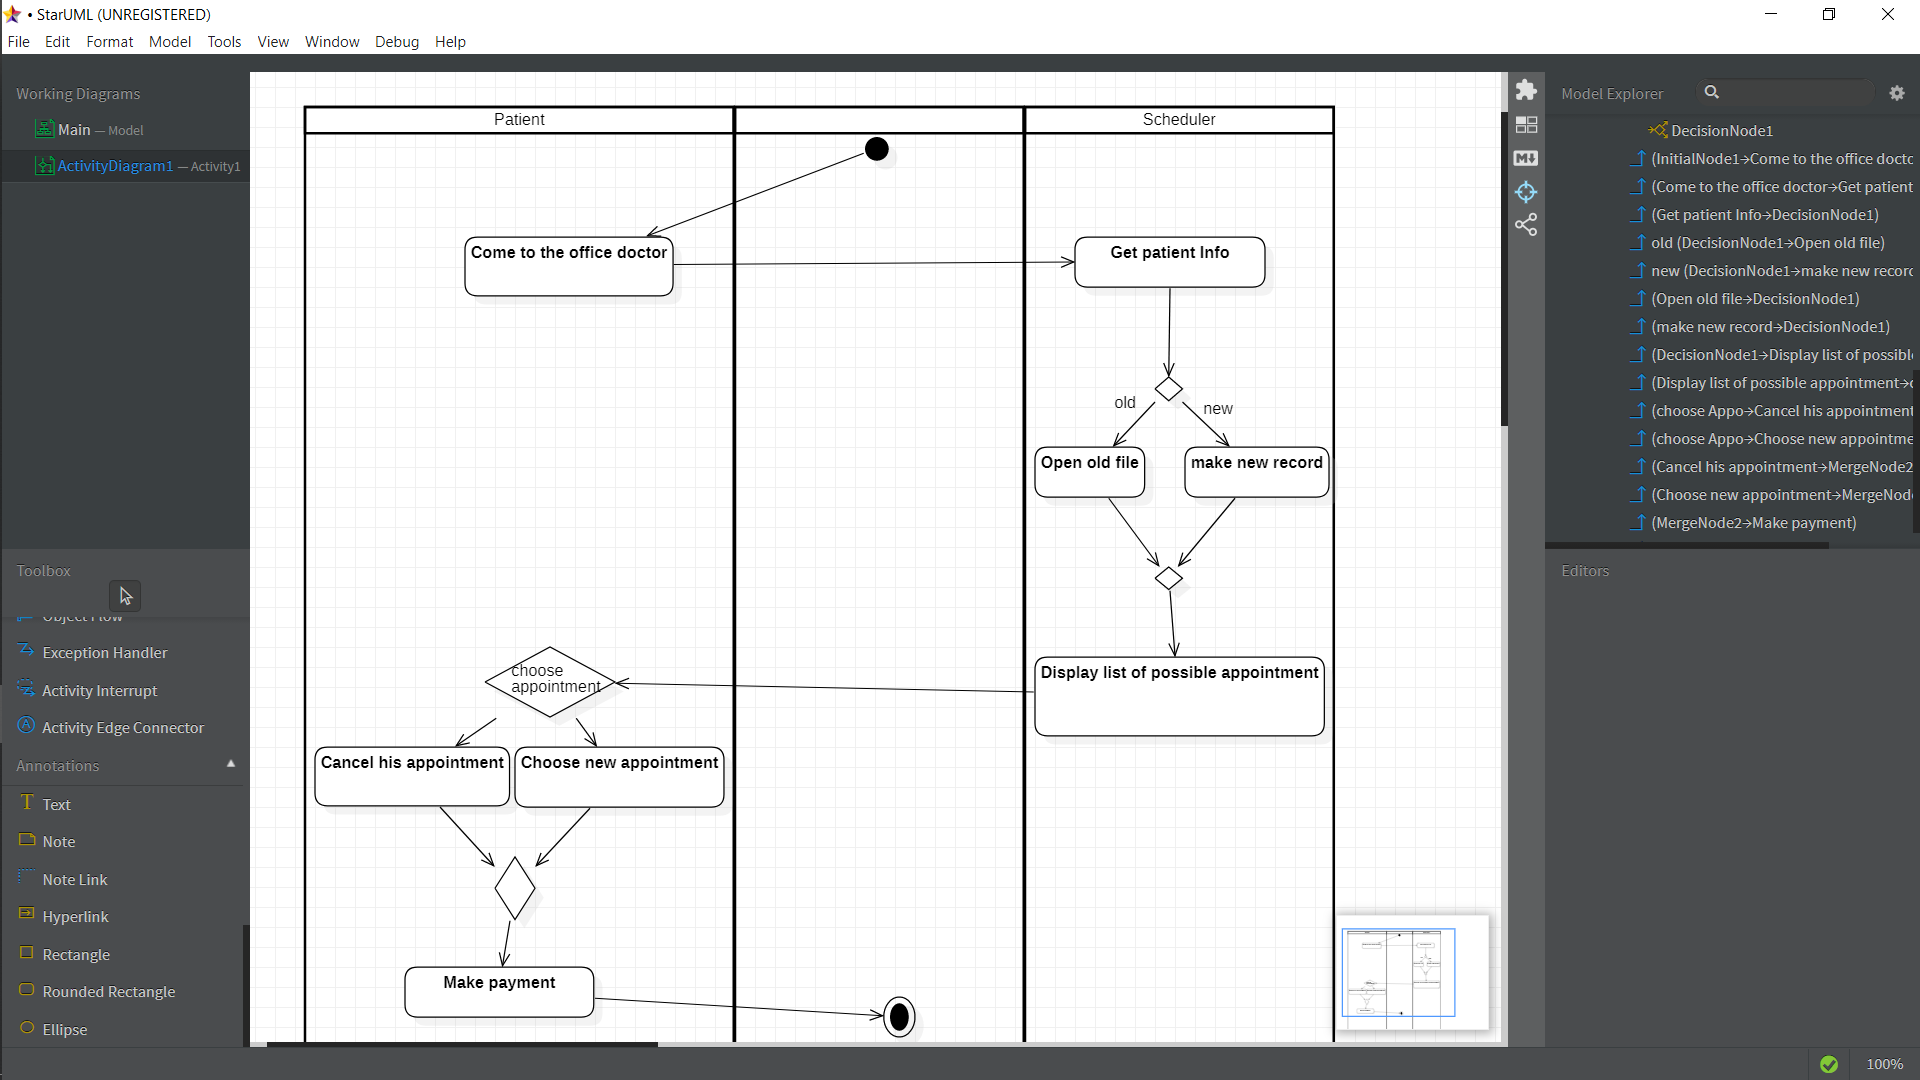 • StarUML (UNREGISTERED)
File Edit Format Model Tools View Window Debug Help
Working Diagrams
Main — Model
ActivityDiagram1 — Activity1
Toolbox
Object Flow
Exception Handler
Activity Interrupt
Activity Edge Connector
Annotations
Text
Note
Note Link
Hyperlink
Rectangle
Rounded Rectangle
Ellipse
Patient
Scheduler
Come to the office doctor
Get patient Info
old
new
Open old file
make new record
Display list of possible appointment
choose
appointment
Cancel his appointment
Choose new appointment
Make payment
Model Explorer
DecisionNode1
(InitialNode1→Come to the office docto
(Come to the office doctor→Get patient
(Get patient Info→DecisionNode1)
old (DecisionNode1→Open old file)
new (DecisionNode1→make new record
(Open old file→DecisionNode1)
(make new record→DecisionNode1)
(DecisionNode1→Display list of possibl
(Display list of possible appointment→c
(choose Appo→Cancel his appointment
(choose Appo→Choose new appointme
(Cancel his appointment→MergeNode2
(Choose new appointment→MergeNode
(MergeNode2→Make payment)
Editors
100%